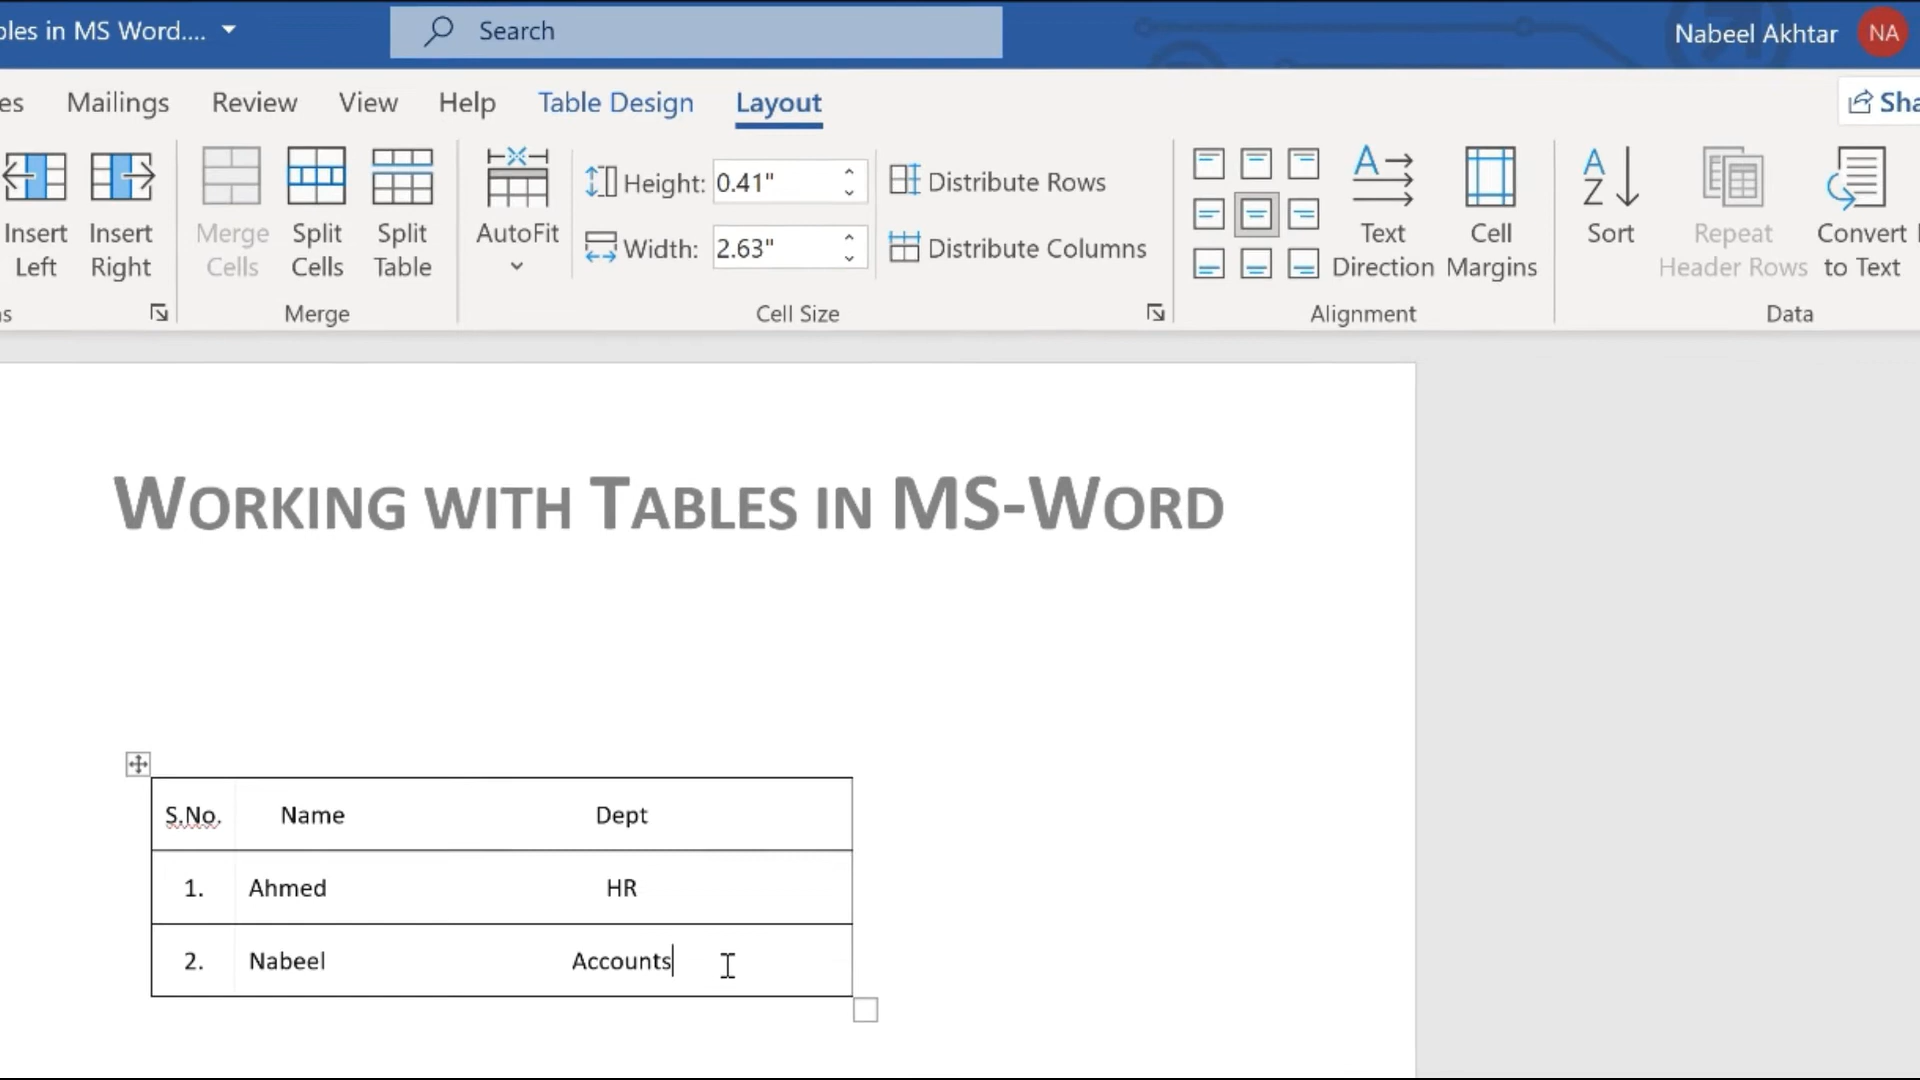 bles in MS Word....
Search
Nabeel Akhtar
NA
es Mailings Review View Help Table Design Layout
Sha
Insert Left
Insert Right
Merge Cells
Split Cells
Split Table
AutoFit
Height: 0.41"
Width: 2.63"
Distribute Rows
Distribute Columns
Text Direction
Cell Margins
A Z
Sort
Repeat Header Rows
Convert to Text
s
Merge
Cell Size
Alignment
Data
WORKING WITH TABLES IN MS-WORD
S.No. Name Dept
1. Ahmed HR
2. Nabeel Accounts